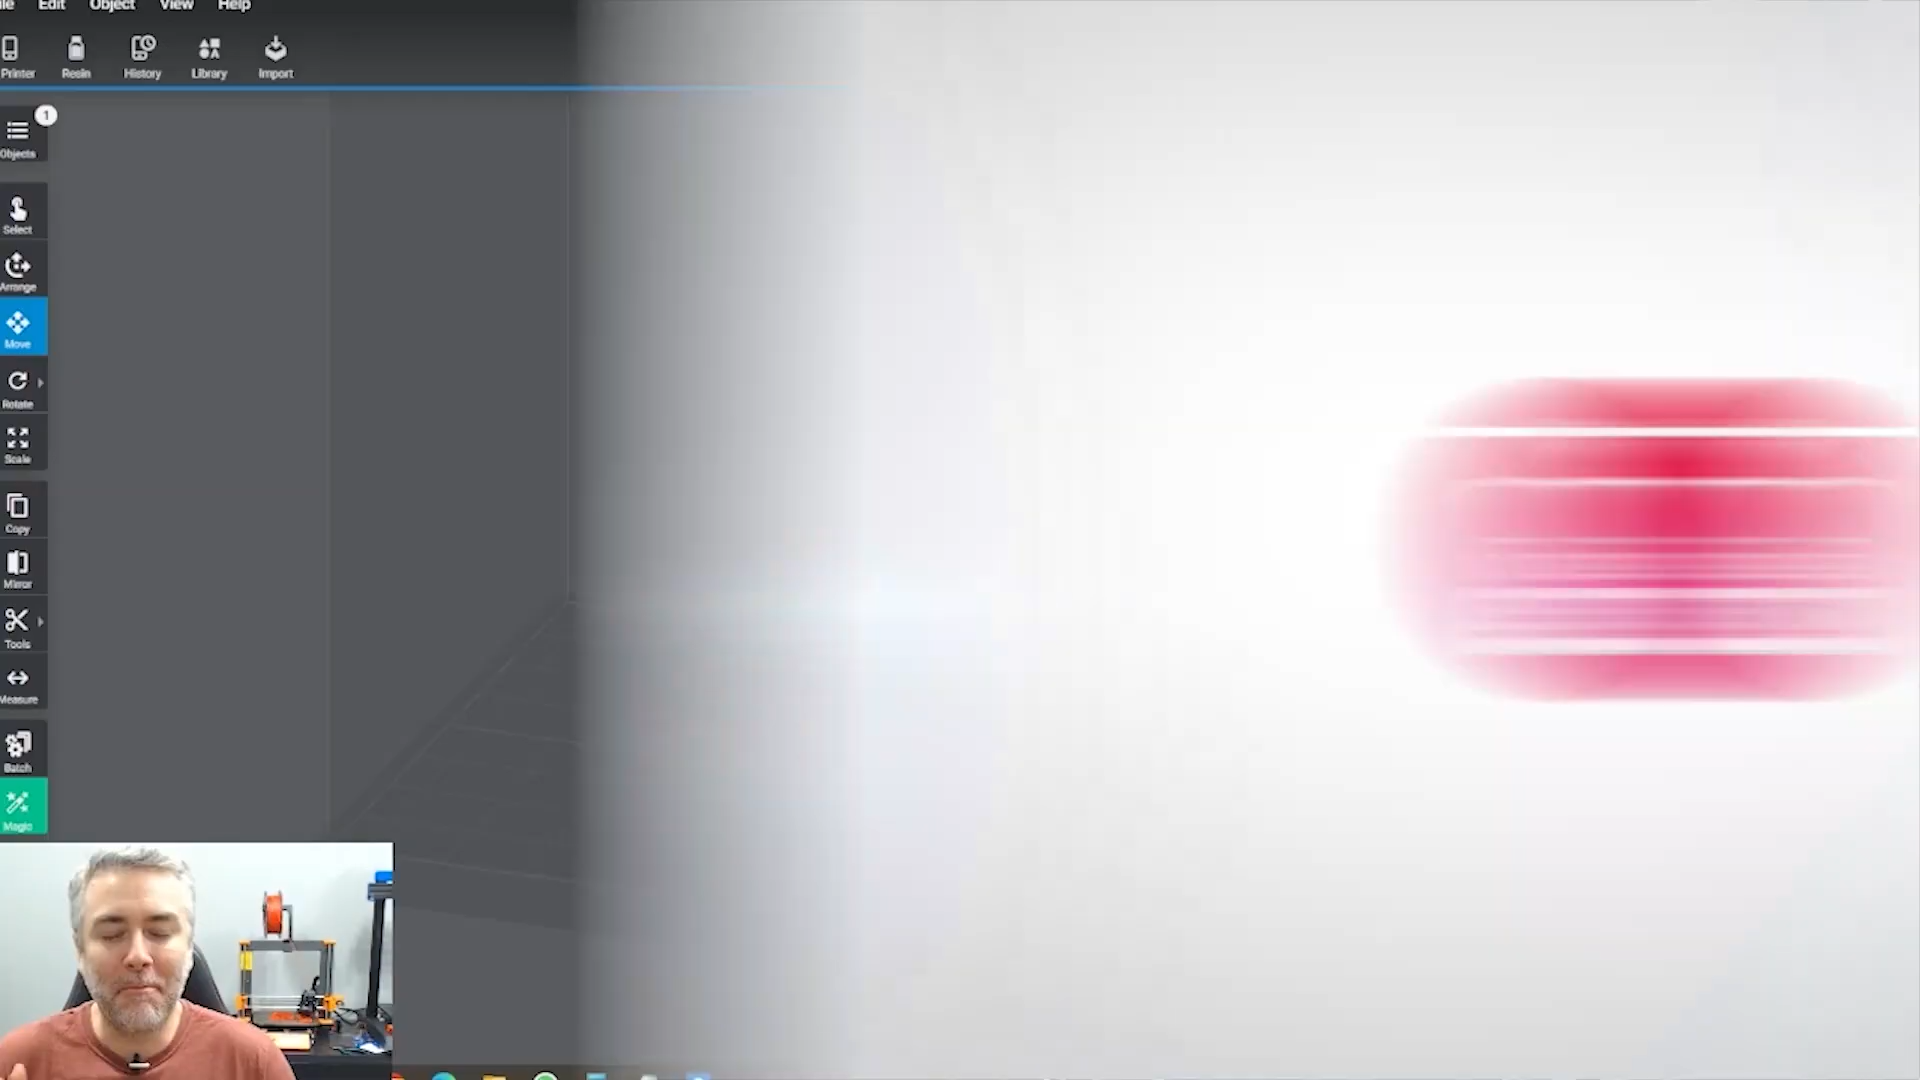 le Edit Object View Help
Printer Resin History Library Import
1
Objects
Select
Arrange
Move
Rotate
Scale
Copy
Mirror
Tools
Measure
Batch
Magic